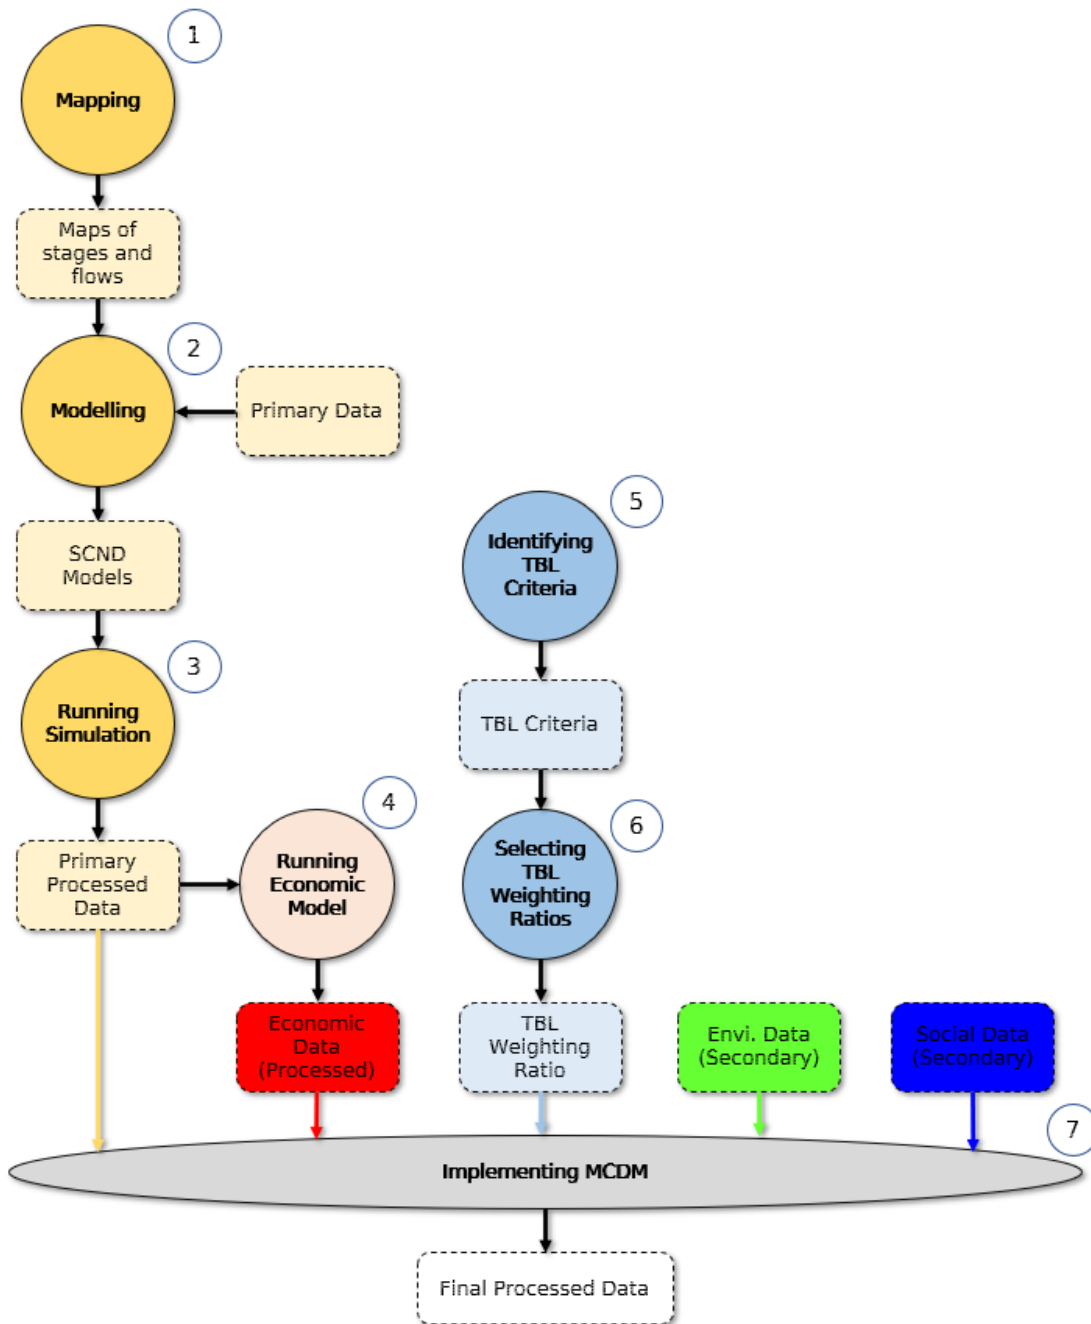 1
Mapping
Maps of
stages and
flows
2
Modelling
Primary Data
SCND
Models
3
Running
Simulation
Primary
Processed
Data
4
Running
Economic
Model
Economic
Data
(Processed)
5
Identifying
TBL
Criteria
TBL Criteria
6
Selecting
TBL
Weighting
Ratios
TBL
Weighting
Ratio
Envi. Data
(Secondary)
Social Data
(Secondary)
7
Implementing MCDM
Final Processed Data